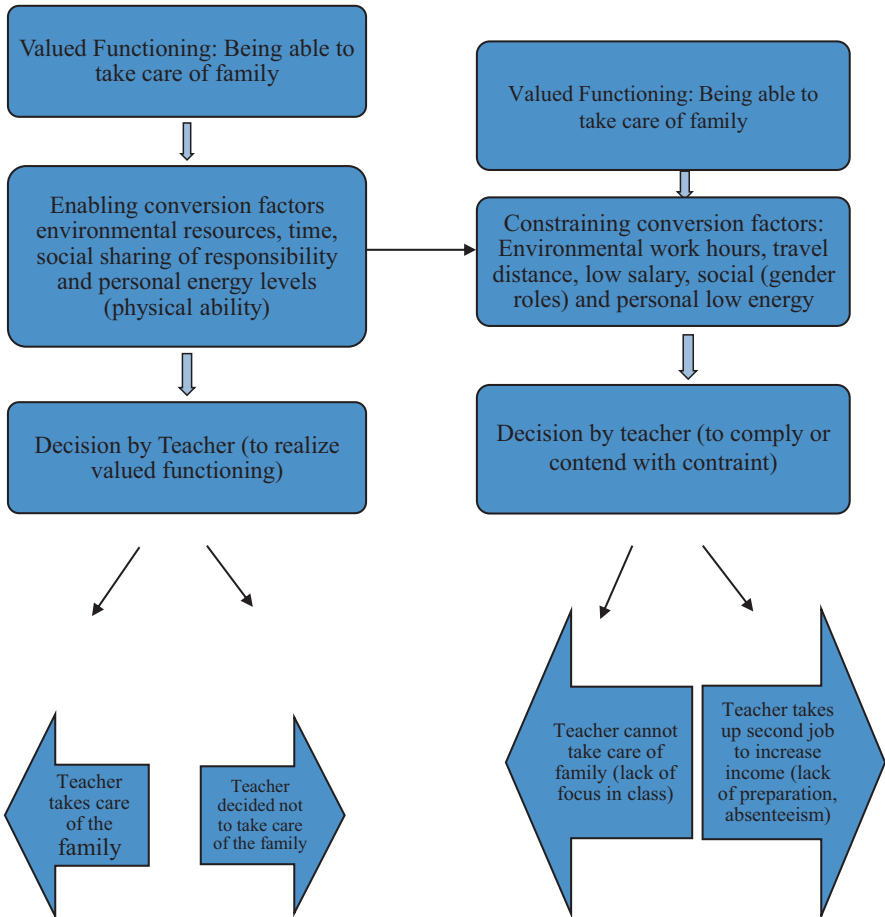 Valued Functioning: Being able to
take care of family
Enabling conversion factors
environmental resources, time,
social sharing of responsibility
and personal energy levels
(physical ability)
Decision by Teacher (to realize
valued functioning)
Teacher
takes care
of the
family
Teacher
decided not
to take care
of the family
Valued Functioning: Being able to
take care of family
Constraining conversion factors:
Environmental work hours, travel
distance, low salary, social (gender
roles) and personal low energy
Decision by teacher (to comply or
contend with contraint)
Teacher cannot
take care of
family (lack of
focus in class)
Teacher takes
up second job
to increase
income (lack
of preparation,
absenteeism)